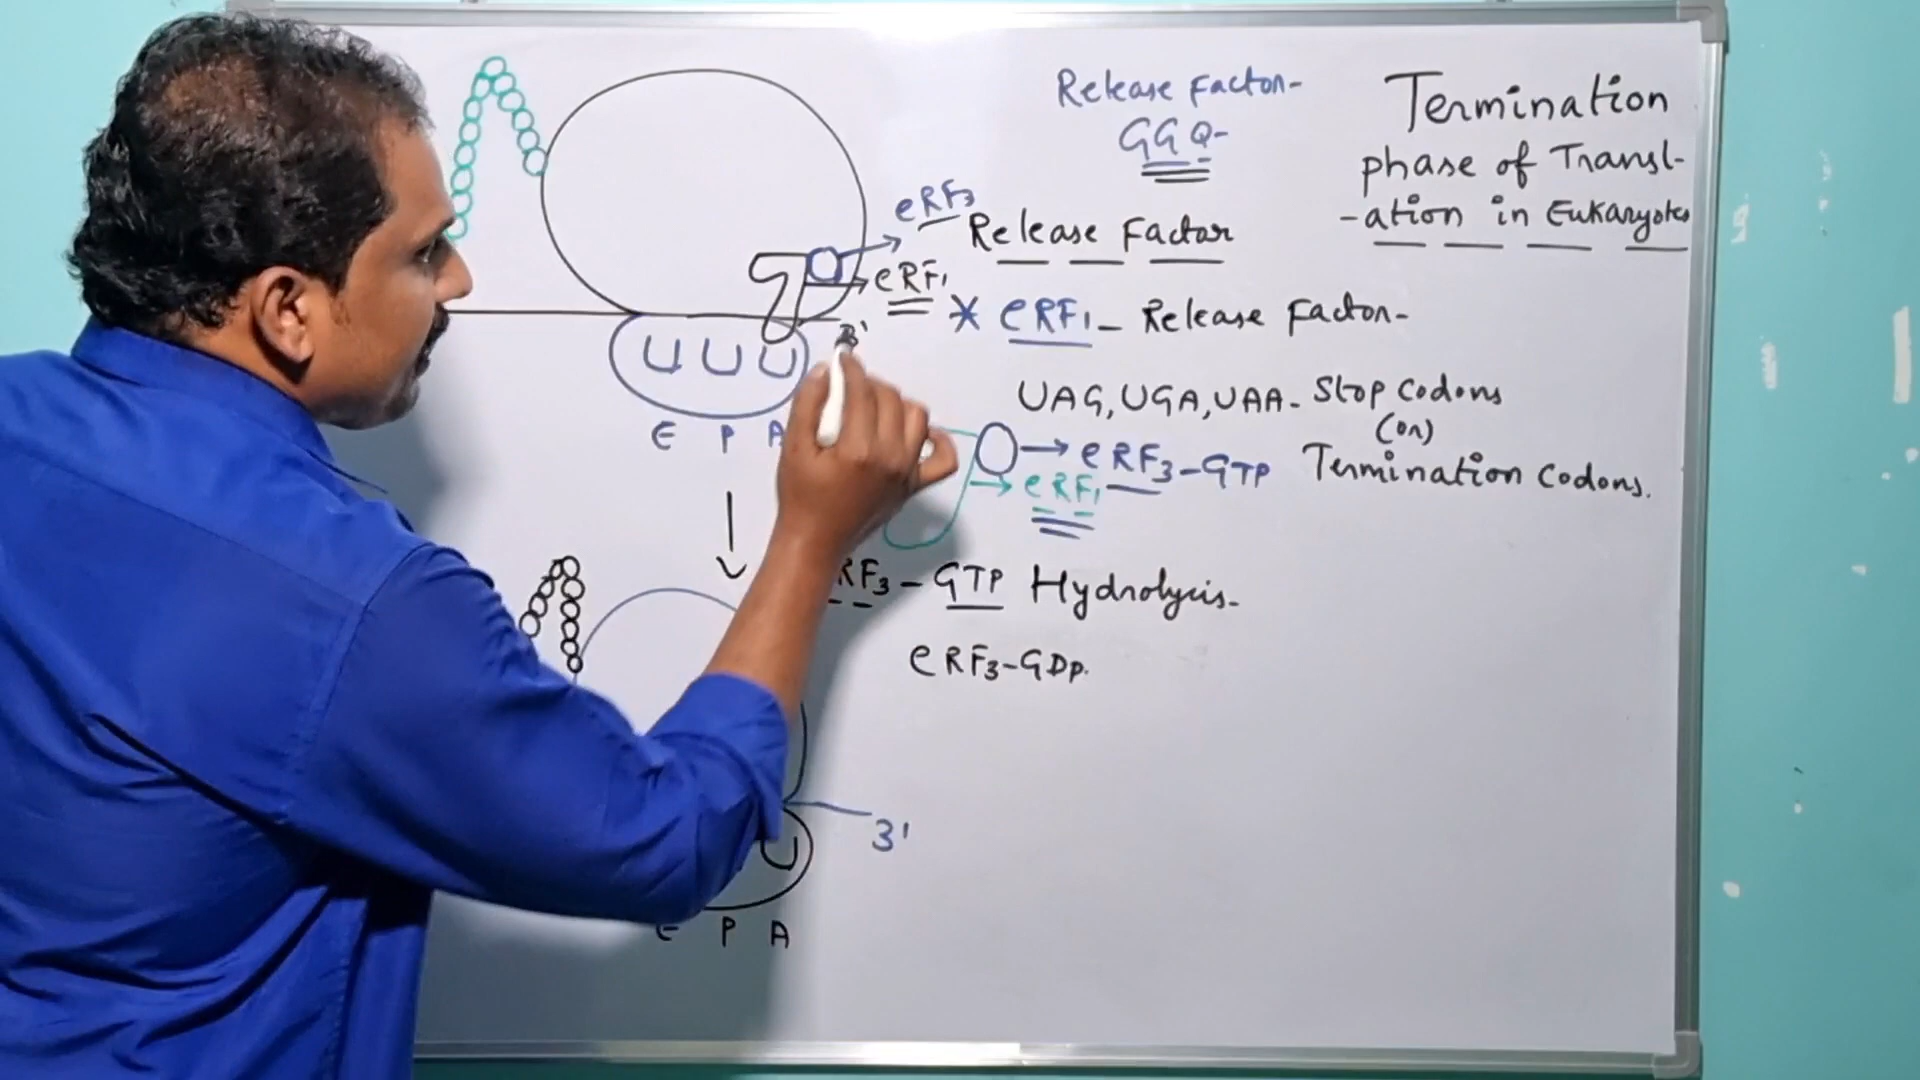 Release Factor-
GGQ-
Termination
phase of Transl-
-ation in Eukaryotes
eRF3
Release Factor
eRF1
* eRF1 - Release Factor-
3'
UAG, UGA, UAA - Stop Codons
(or)
E P A
eRF3-GTP Termination Codons.
eRF1
RF3 - GTP Hydrolysis-
eRF3-GDP.
3'
E P A